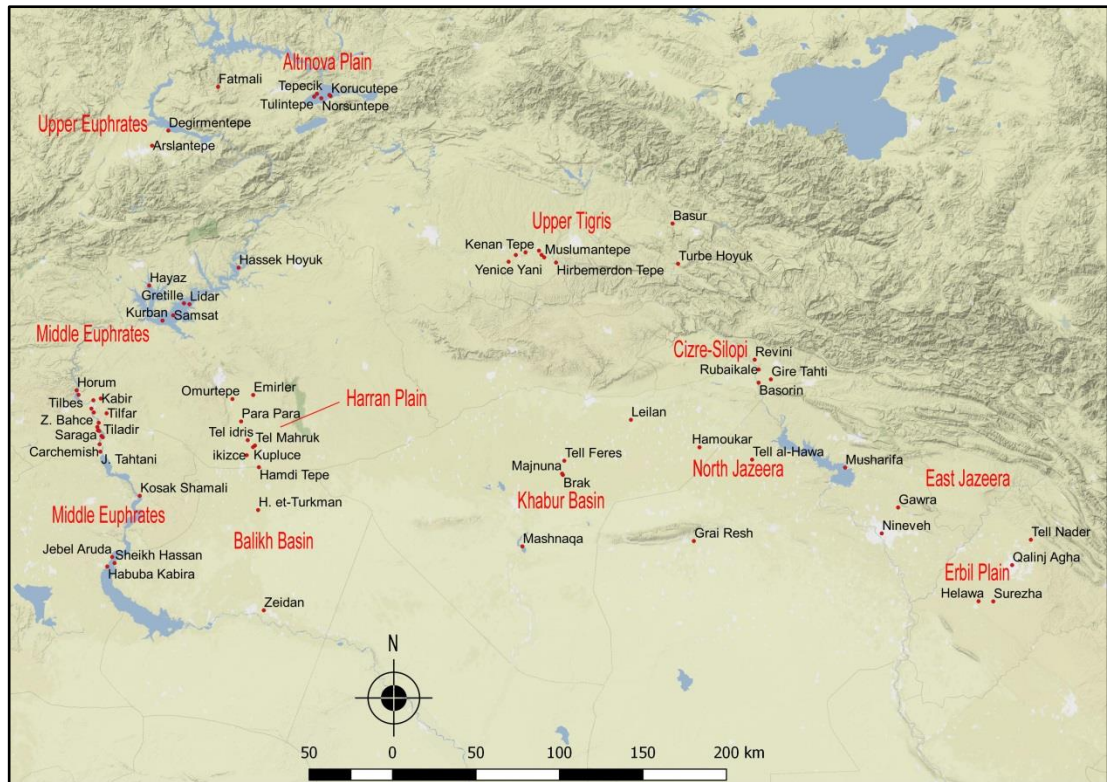 Altınova Plain
Fatmali
Tepecik
Korucutepe
Tulintepe
Norsuntepe
Upper Euphrates
Degirmentepe
Arslantepe
Basur
Upper Tigris
Kenan Tepe
Muslumantepe
Yenice Yani
Hirbemerdon Tepe
Turbe Hoyuk
Hassek Hoyuk
Hayaz
Gretille
Lidar
Kurban
Samsat
Middle Euphrates
Cizre-Silopi
Revini
Rubaikale
Gire Tahti
Basorin
Horum
Omurtepe
Emirler
Tilbes
Kabir
Harran Plain
Tilfar
Para Para
Z. Bahce
Leilan
Tiladir
Saraga
Tel idris
Tel Mahruk
Carchemish
J. Tahtani
ikizce
Kupluce
Hamoukar
Tell Feres
Tell al-Hawa
North Jazeera
Musharifa
Hamdi Tepe
Majnuna
Brak
East Jazeera
Kosak Shamali
Khabur Basin
Gawra
H. et-Turkman
Middle Euphrates
Nineveh
Balikh Basin
Mashnaqa
Grai Resh
Tell Nader
Jebel Aruda
Sheikh Hassan
Habuba Kabira
Qalinj Agha
Erbil Plain
Helawa
Surezha
Zeidan
N
50 0 50 100 150 200 km